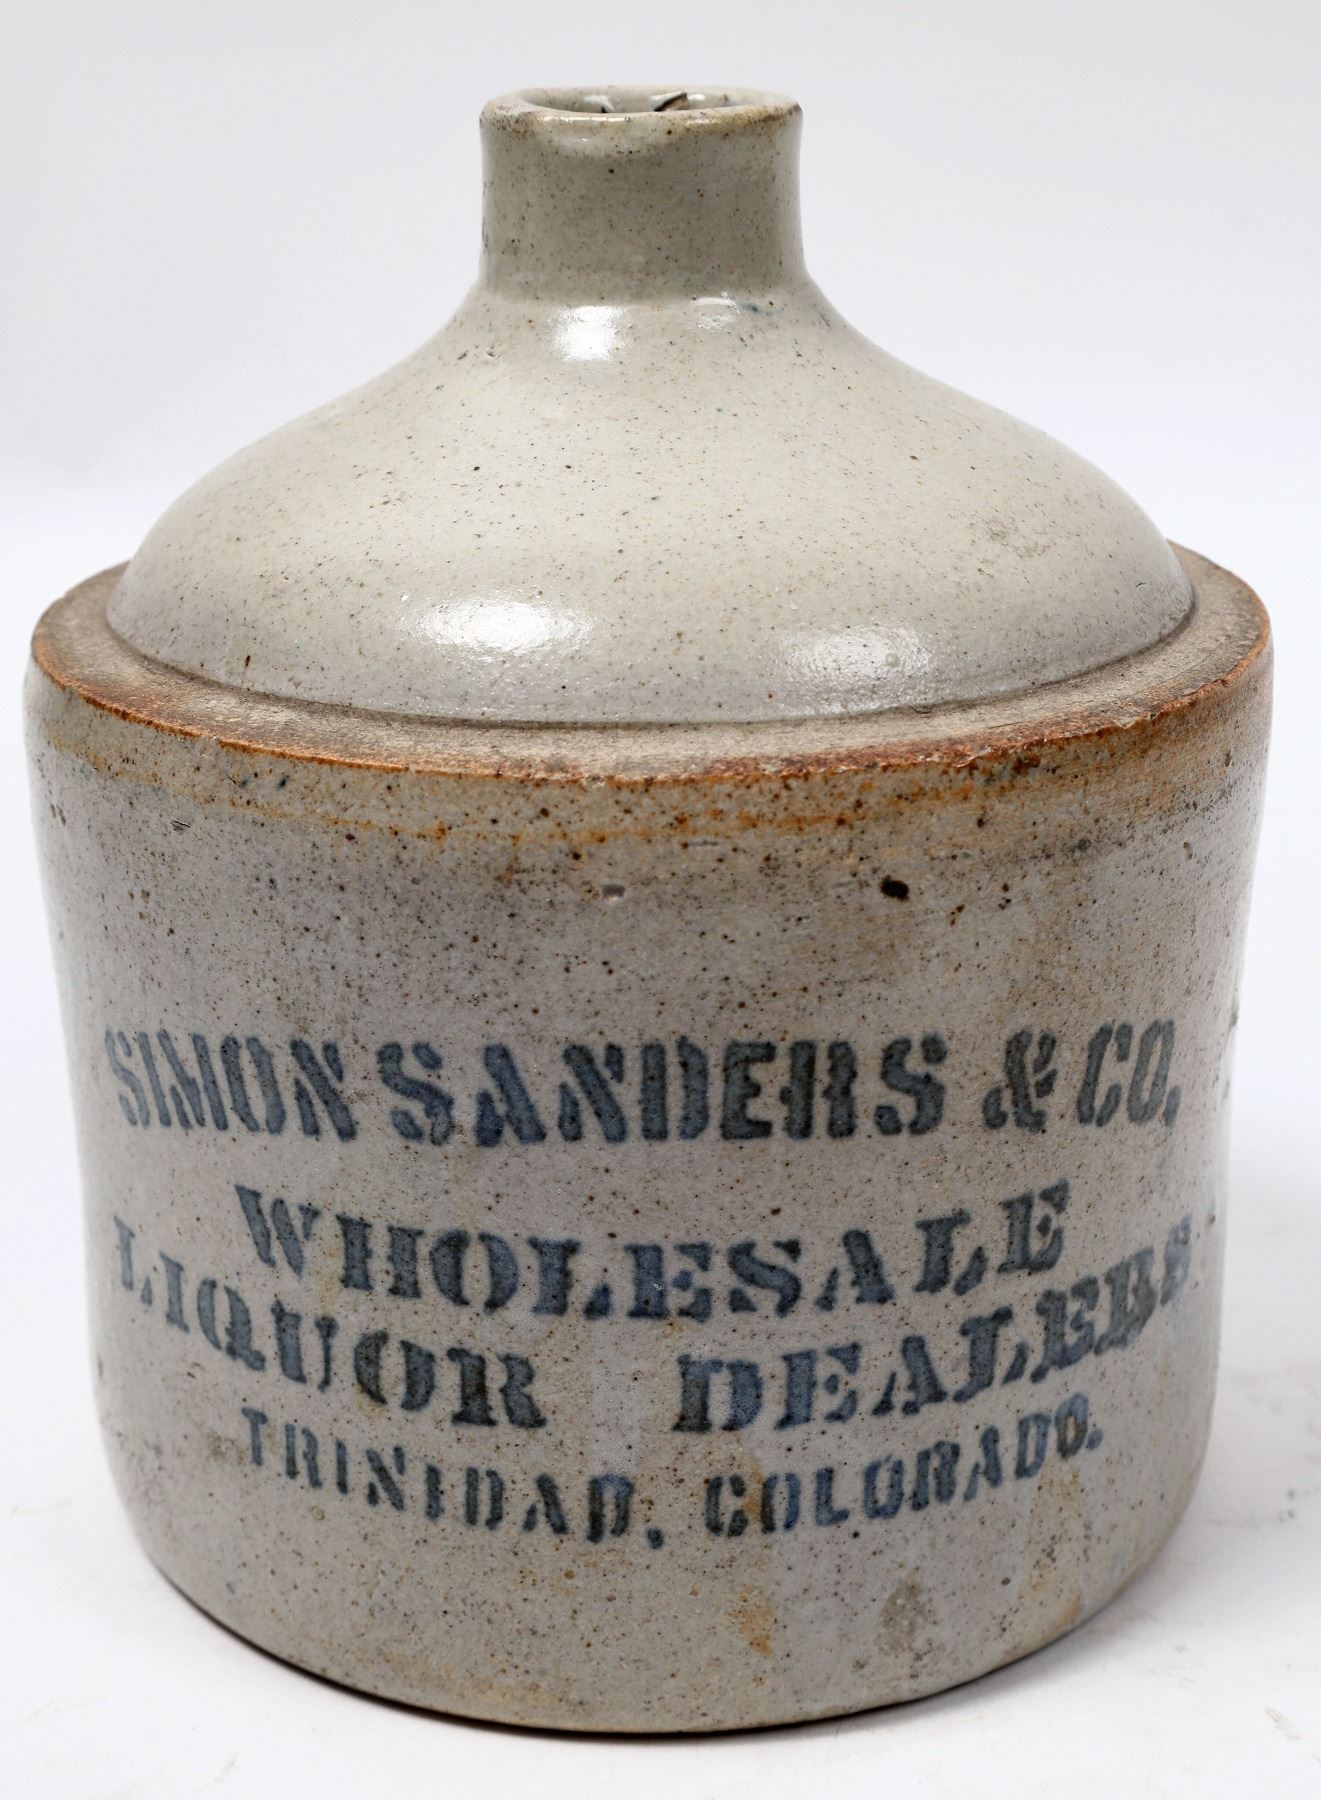 SIMON SANDERS & CO,
WHOLESALE
LIQUOR DEALERS
TRINIDAD, COLORADO.